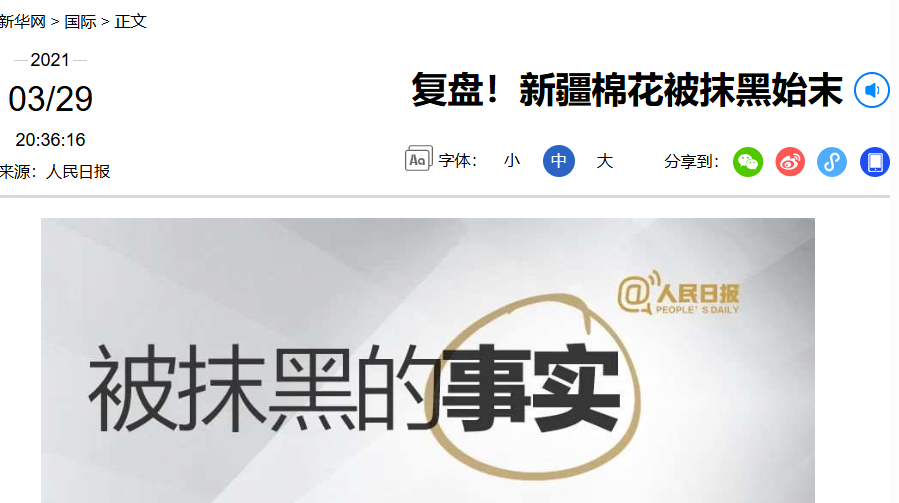 新华网 > 国际 > 正文
2021
03/29
20:36:16
来源：人民日报
复盘！新疆棉花被抹黑始末
Aa 字体： 小 中 大 分享到：
@人民日报
PEOPLE'S DAILY
被抹黑的事实